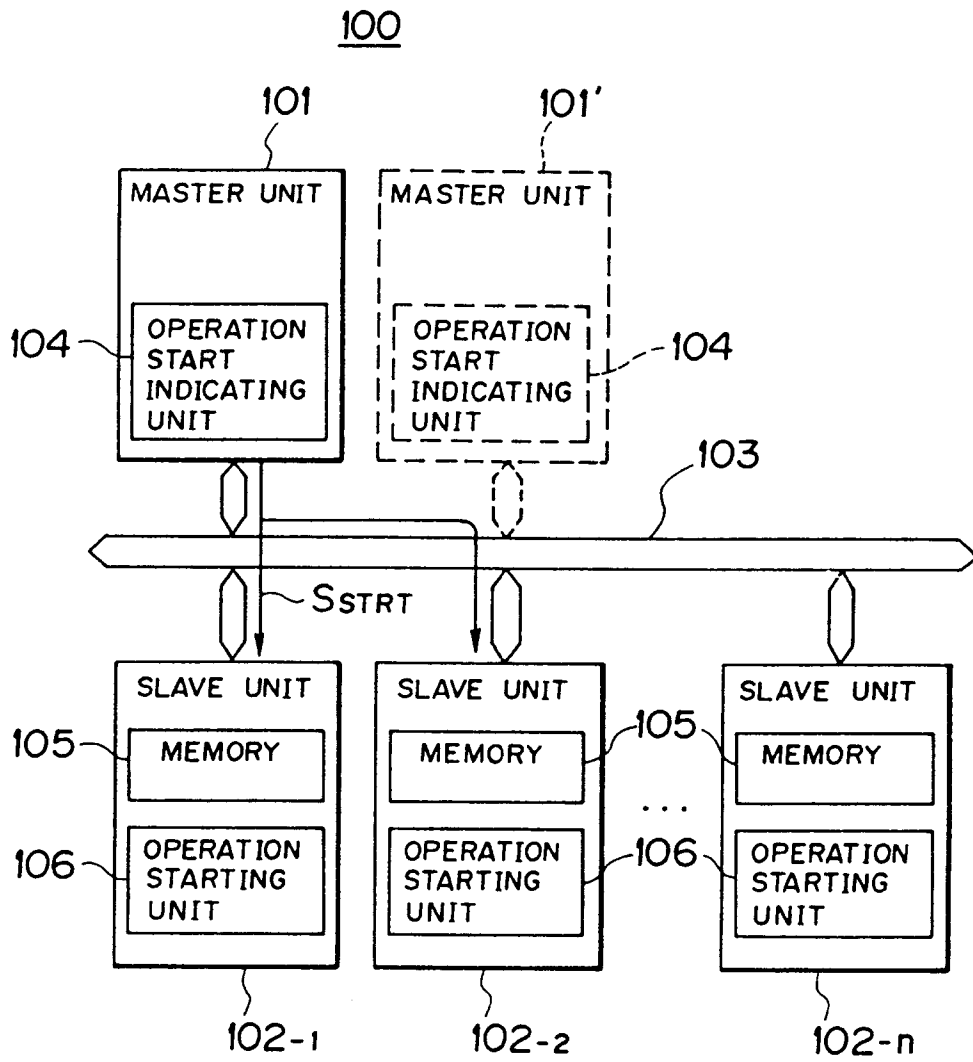 100
101
101'
MASTER UNIT
MASTER UNIT
104
OPERATION
START
INDICATING
UNIT
OPERATION
START
INDICATING
UNIT
104
103
SSTRT
SLAVE UNIT
SLAVE UNIT
SLAVE UNIT
105
MEMORY
MEMORY
105
MEMORY
...
106
OPERATION
STARTING
UNIT
OPERATION
STARTING
UNIT
106
OPERATION
STARTING
UNIT
102-1
102-2
102-n